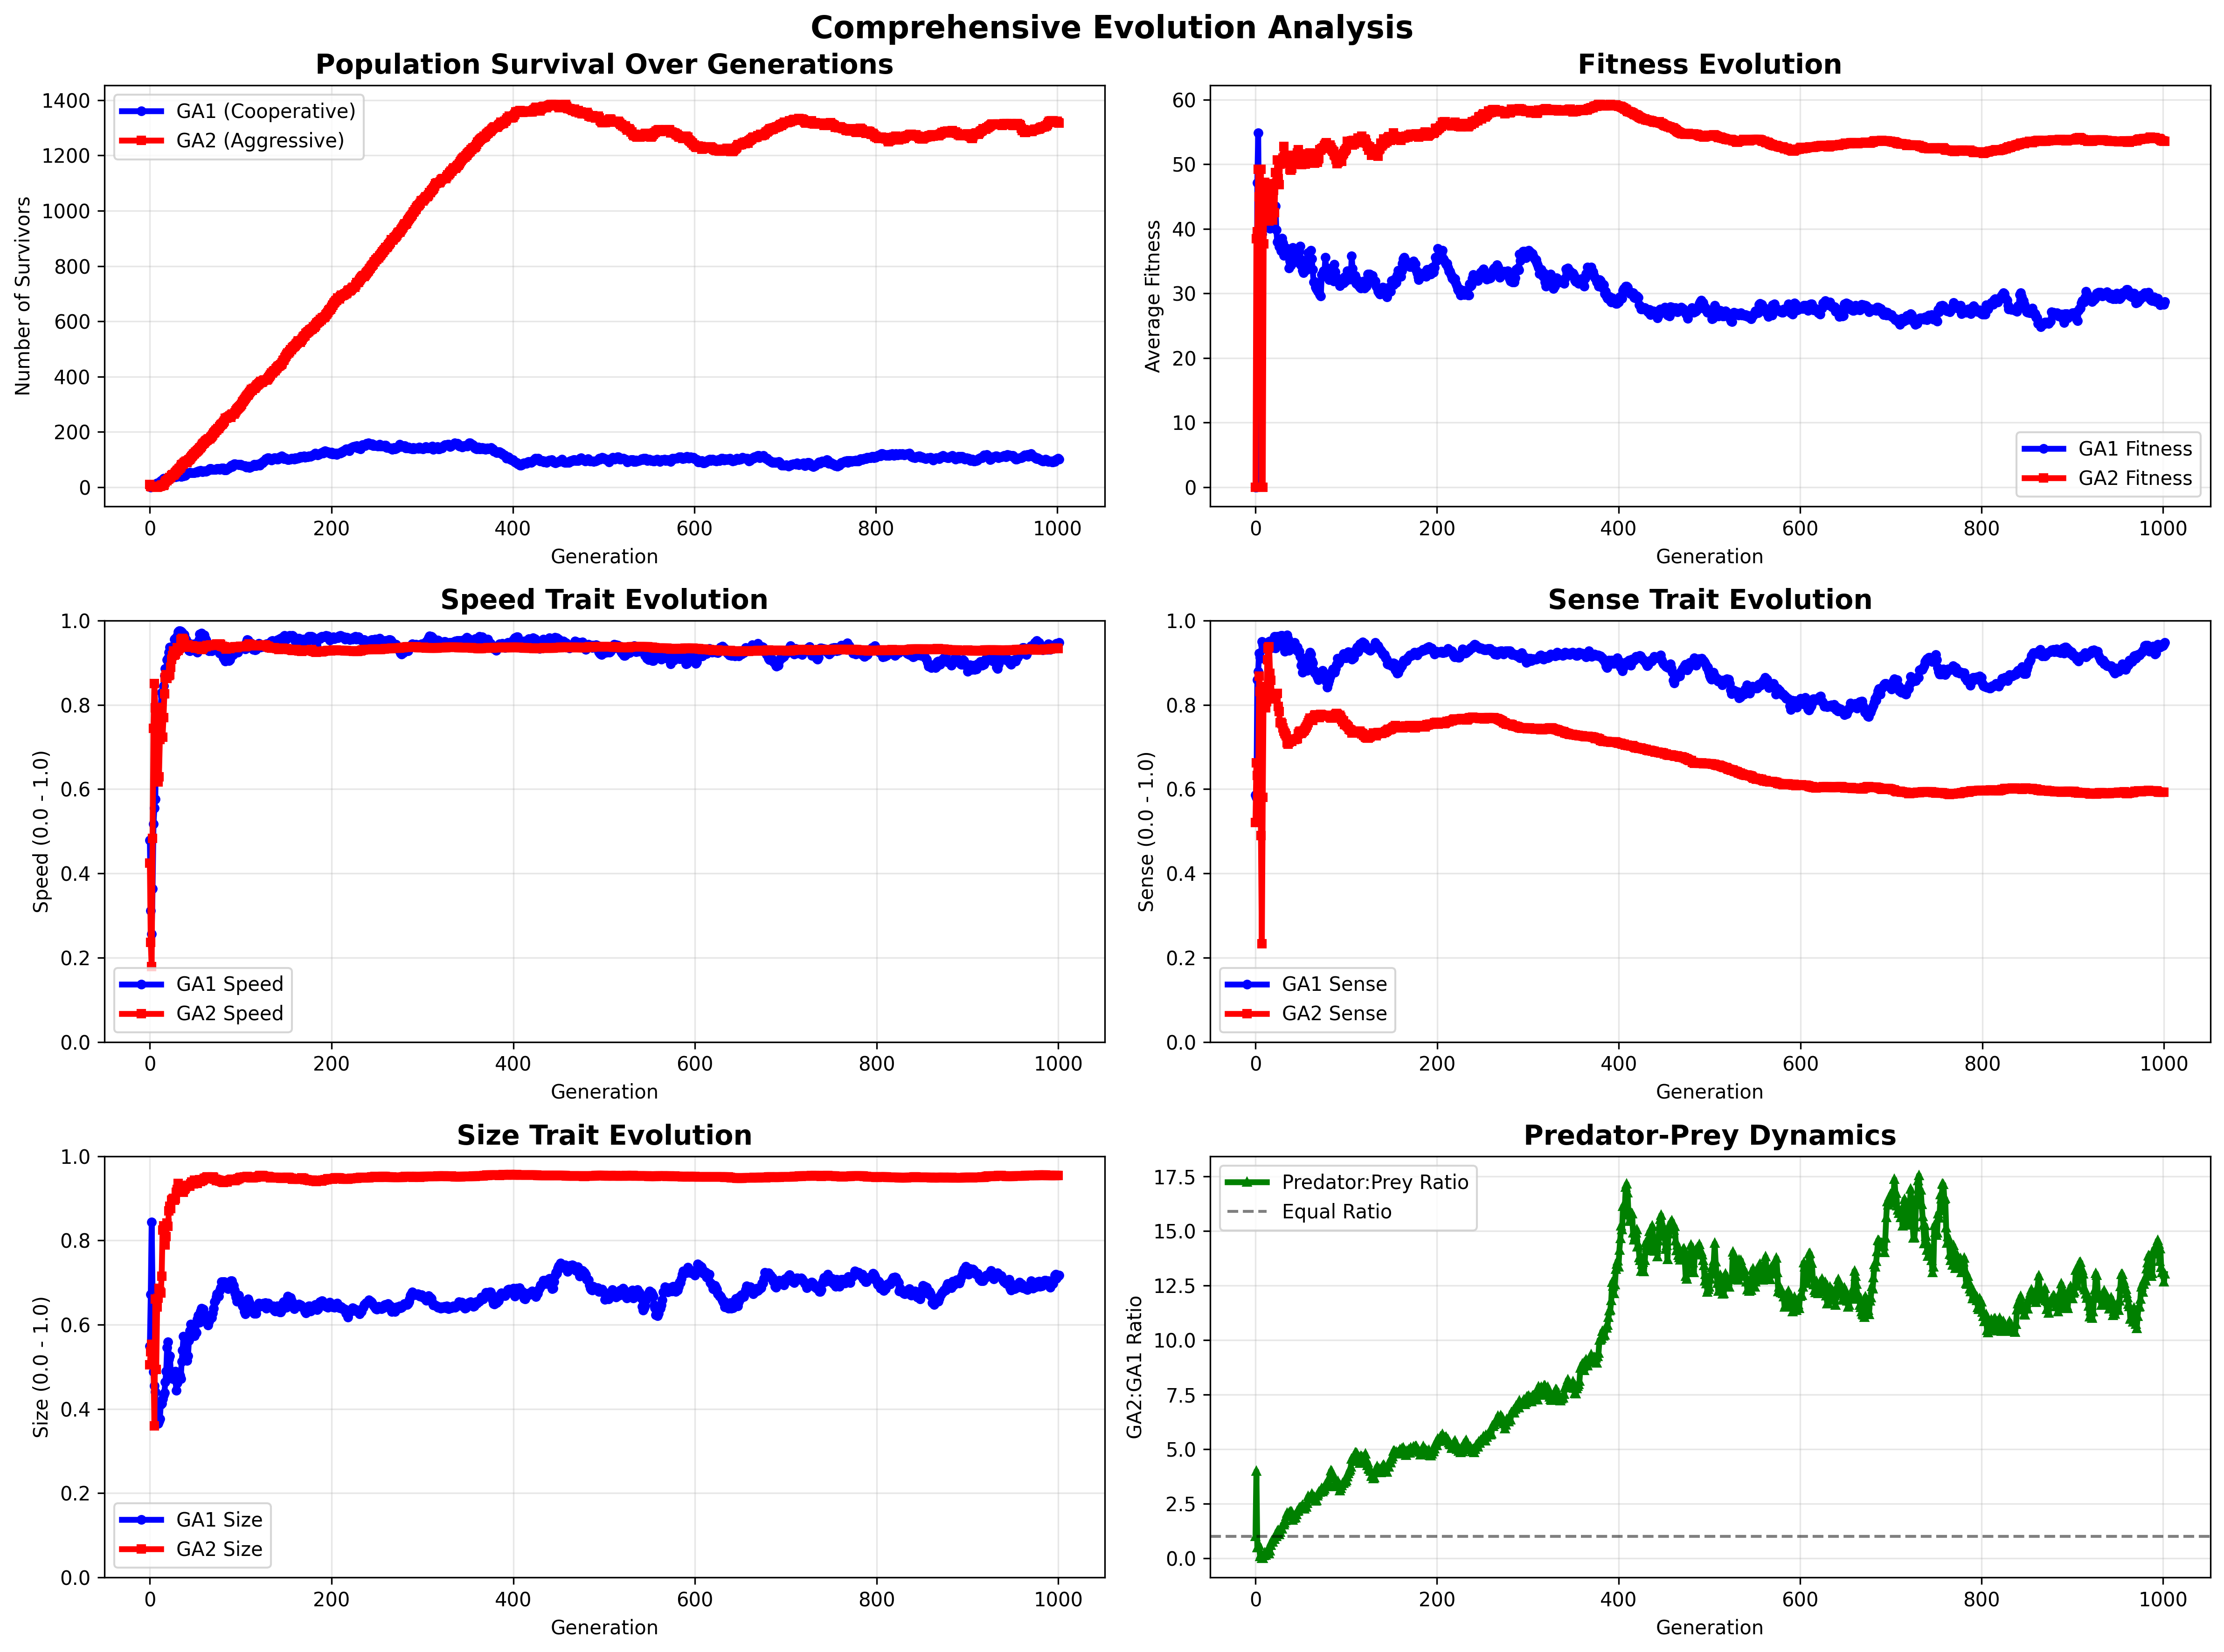 Comprehensive Evolution Analysis
Population Survival Over Generations
1400
1200
1000
800
600
400
200
0
Number of Survivors
GA1 (Cooperative)
GA2 (Aggressive)
0 200 400 600 800 1000
Generation
Fitness Evolution
60
50
40
30
20
10
0
Average Fitness
GA1 Fitness
GA2 Fitness
0 200 400 600 800 1000
Generation
Speed Trait Evolution
1.0
0.8
0.6
0.4
0.2
0.0
Speed (0.0 - 1.0)
GA1 Speed
GA2 Speed
0 200 400 600 800 1000
Generation
Sense Trait Evolution
1.0
0.8
0.6
0.4
0.2
0.0
Sense (0.0 - 1.0)
GA1 Sense
GA2 Sense
0 200 400 600 800 1000
Generation
Size Trait Evolution
1.0
0.8
0.6
0.4
0.2
0.0
Size (0.0 - 1.0)
GA1 Size
GA2 Size
0 200 400 600 800 1000
Generation
Predator-Prey Dynamics
17.5
15.0
12.5
10.0
7.5
5.0
2.5
0.0
GA2:GA1 Ratio
Predator:Prey Ratio
Equal Ratio
0 200 400 600 800 1000
Generation